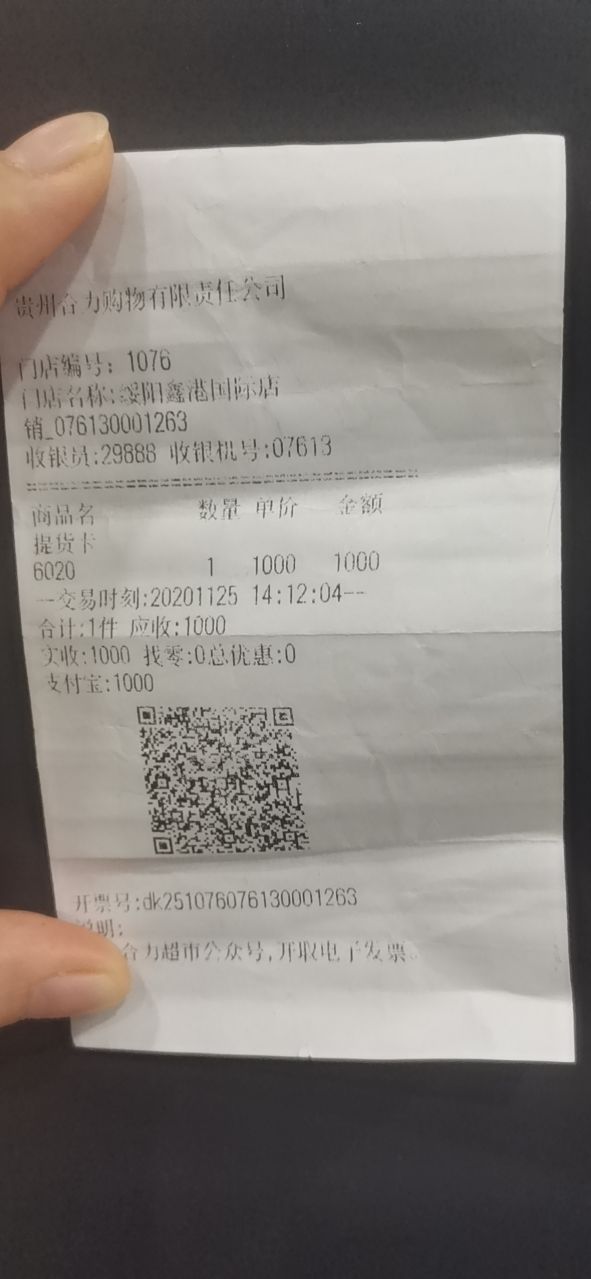 贵州合力购物有限责任公司
门店编号: 1076
门店名称:绥阳鑫港国际店
销_076130001263
收银员:29888 收银机号:07613
商品名 数量 单价 金额
提货卡
6020 1 1000 1000
--交易时刻:20201125 14:12:04--
合计:1件 应收:1000
实收:1000 找零:0总优惠:0
支付宝:1000
开票号:dk251076076130001263
说明:
合力超市公众号,开取电子发票。